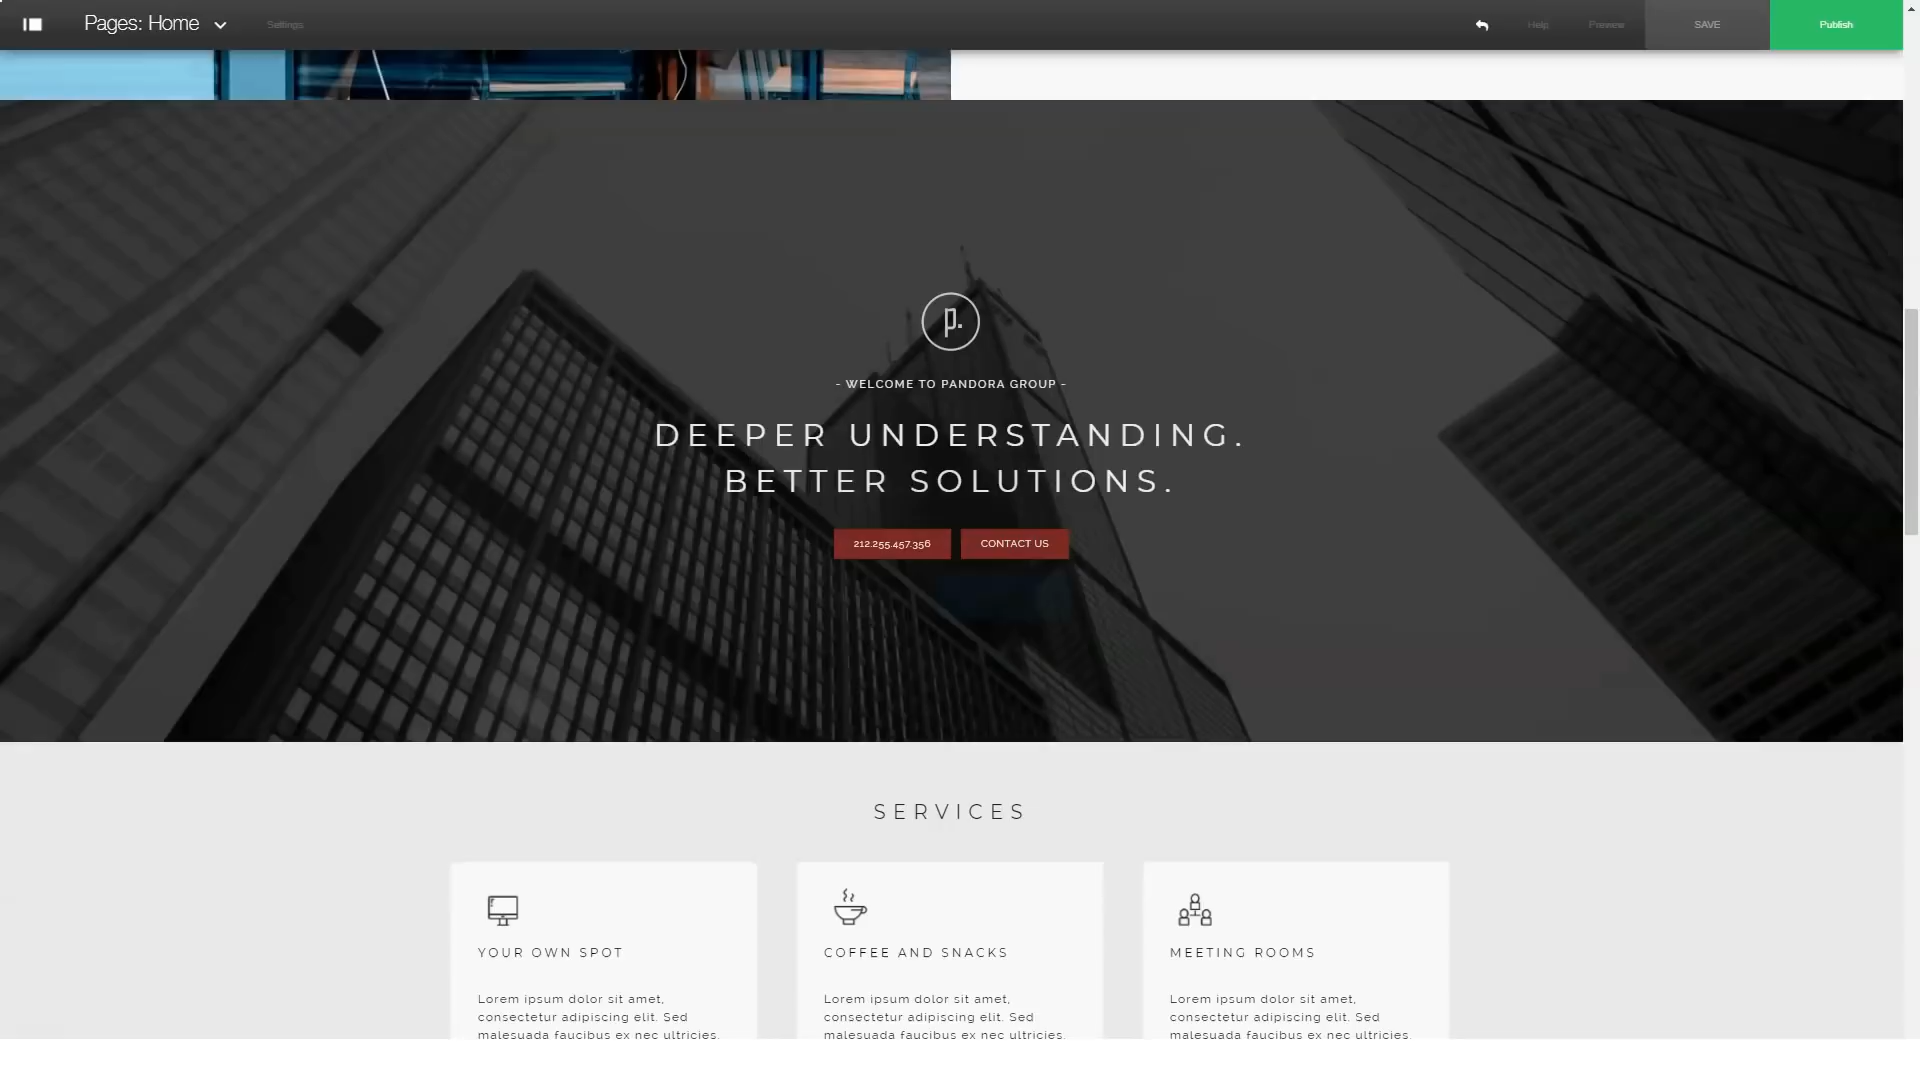 Pages: Home
Settings
Help
Preview
SAVE
Publish
p.
- WELCOME TO PANDORA GROUP -
DEEPER UNDERSTANDING.
BETTER SOLUTIONS.
212.255.457.356
CONTACT US
SERVICES
YOUR OWN SPOT
Lorem ipsum dolor sit amet,
consectetur adipiscing elit. Sed
malesuada faucibus ex nec ultricies.
COFFEE AND SNACKS
Lorem ipsum dolor sit amet,
consectetur adipiscing elit. Sed
malesuada faucibus ex nec ultricies.
MEETING ROOMS
Lorem ipsum dolor sit amet,
consectetur adipiscing elit. Sed
malesuada faucibus ex nec ultricies.